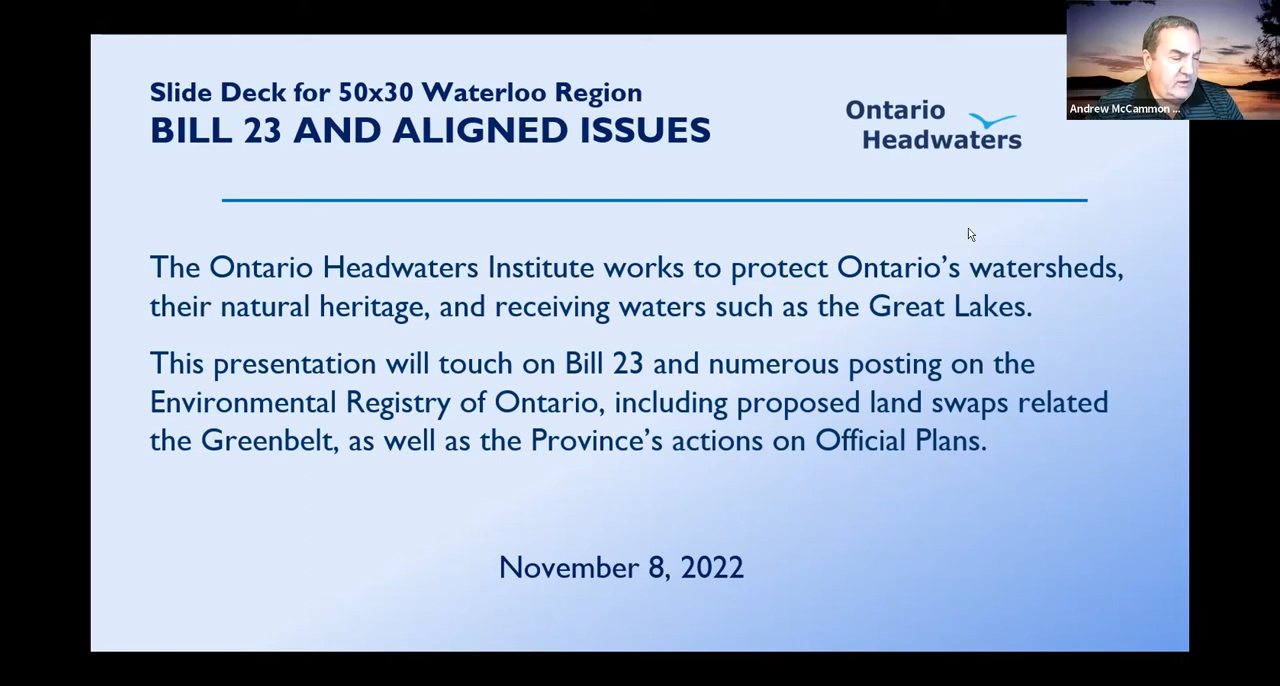 Slide Deck for 50x30 Waterloo Region
BILL 23 AND ALIGNED ISSUES
Ontario
Headwaters
Andrew McCammon ...
The Ontario Headwaters Institute works to protect Ontario’s watersheds,
their natural heritage, and receiving waters such as the Great Lakes.
This presentation will touch on Bill 23 and numerous posting on the
Environmental Registry of Ontario, including proposed land swaps related
the Greenbelt, as well as the Province’s actions on Official Plans.
November 8, 2022